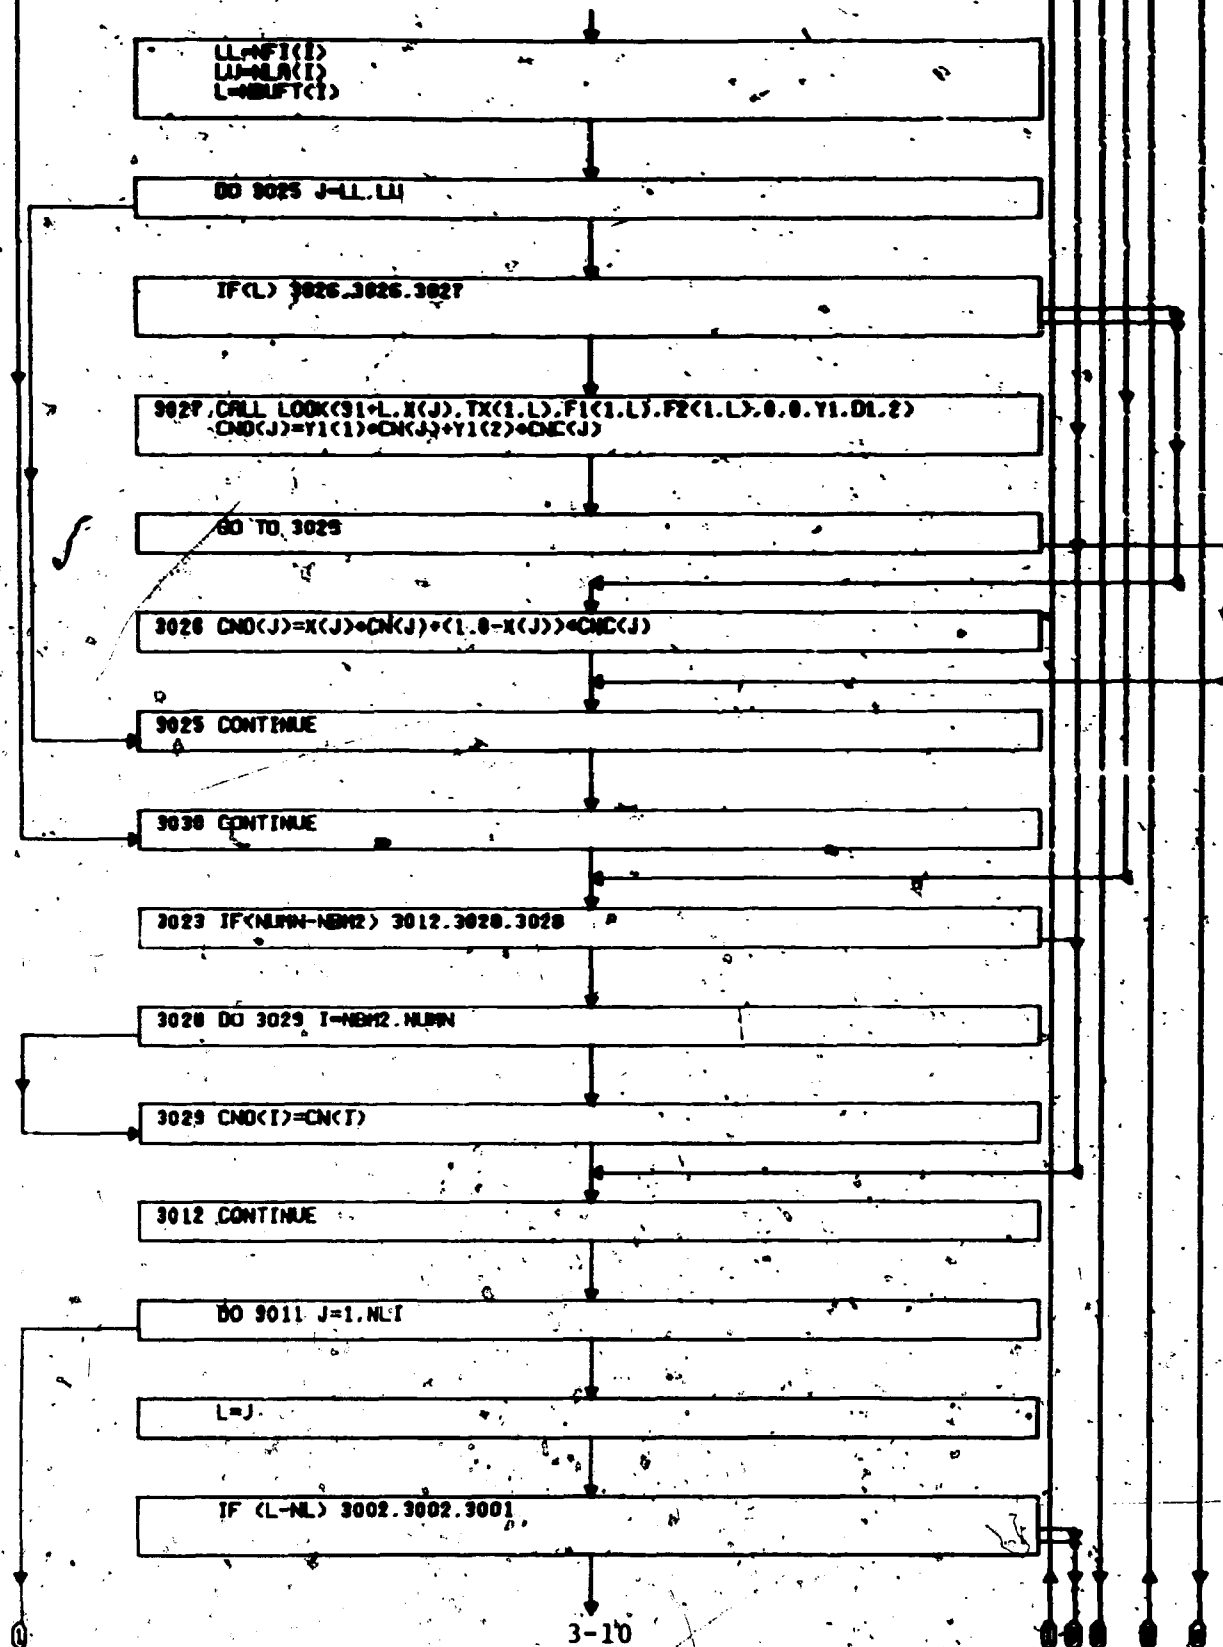 LL=NFI(I)
LU=NLA(I)
L=NBUFT(I)
DO 3025 J=LL,LU
IF(L) 3026,3026,3027
3027 CALL LOOK(31+L,X(J),TX(1,L),F1(1,L),F2(1,L),0,0,Y1,D1,2)
CNO(J)=Y1(1)*CN(J)+Y1(2)*CNC(J)
GO TO 3025
3026 CNO(J)=X(J)*CN(J)+(1.0-X(J))*CNC(J)
3025 CONTINUE
3030 CONTINUE
3023 IF(NUMN-NBM2) 3012,3028,3028
3028 DO 3029 I=NBM2,NUMN
3029 CNO(I)=CN(I)
3012 CONTINUE
DO 3011 J=1,NLI
L=J
IF (L-NL) 3002,3002,3001
3-10